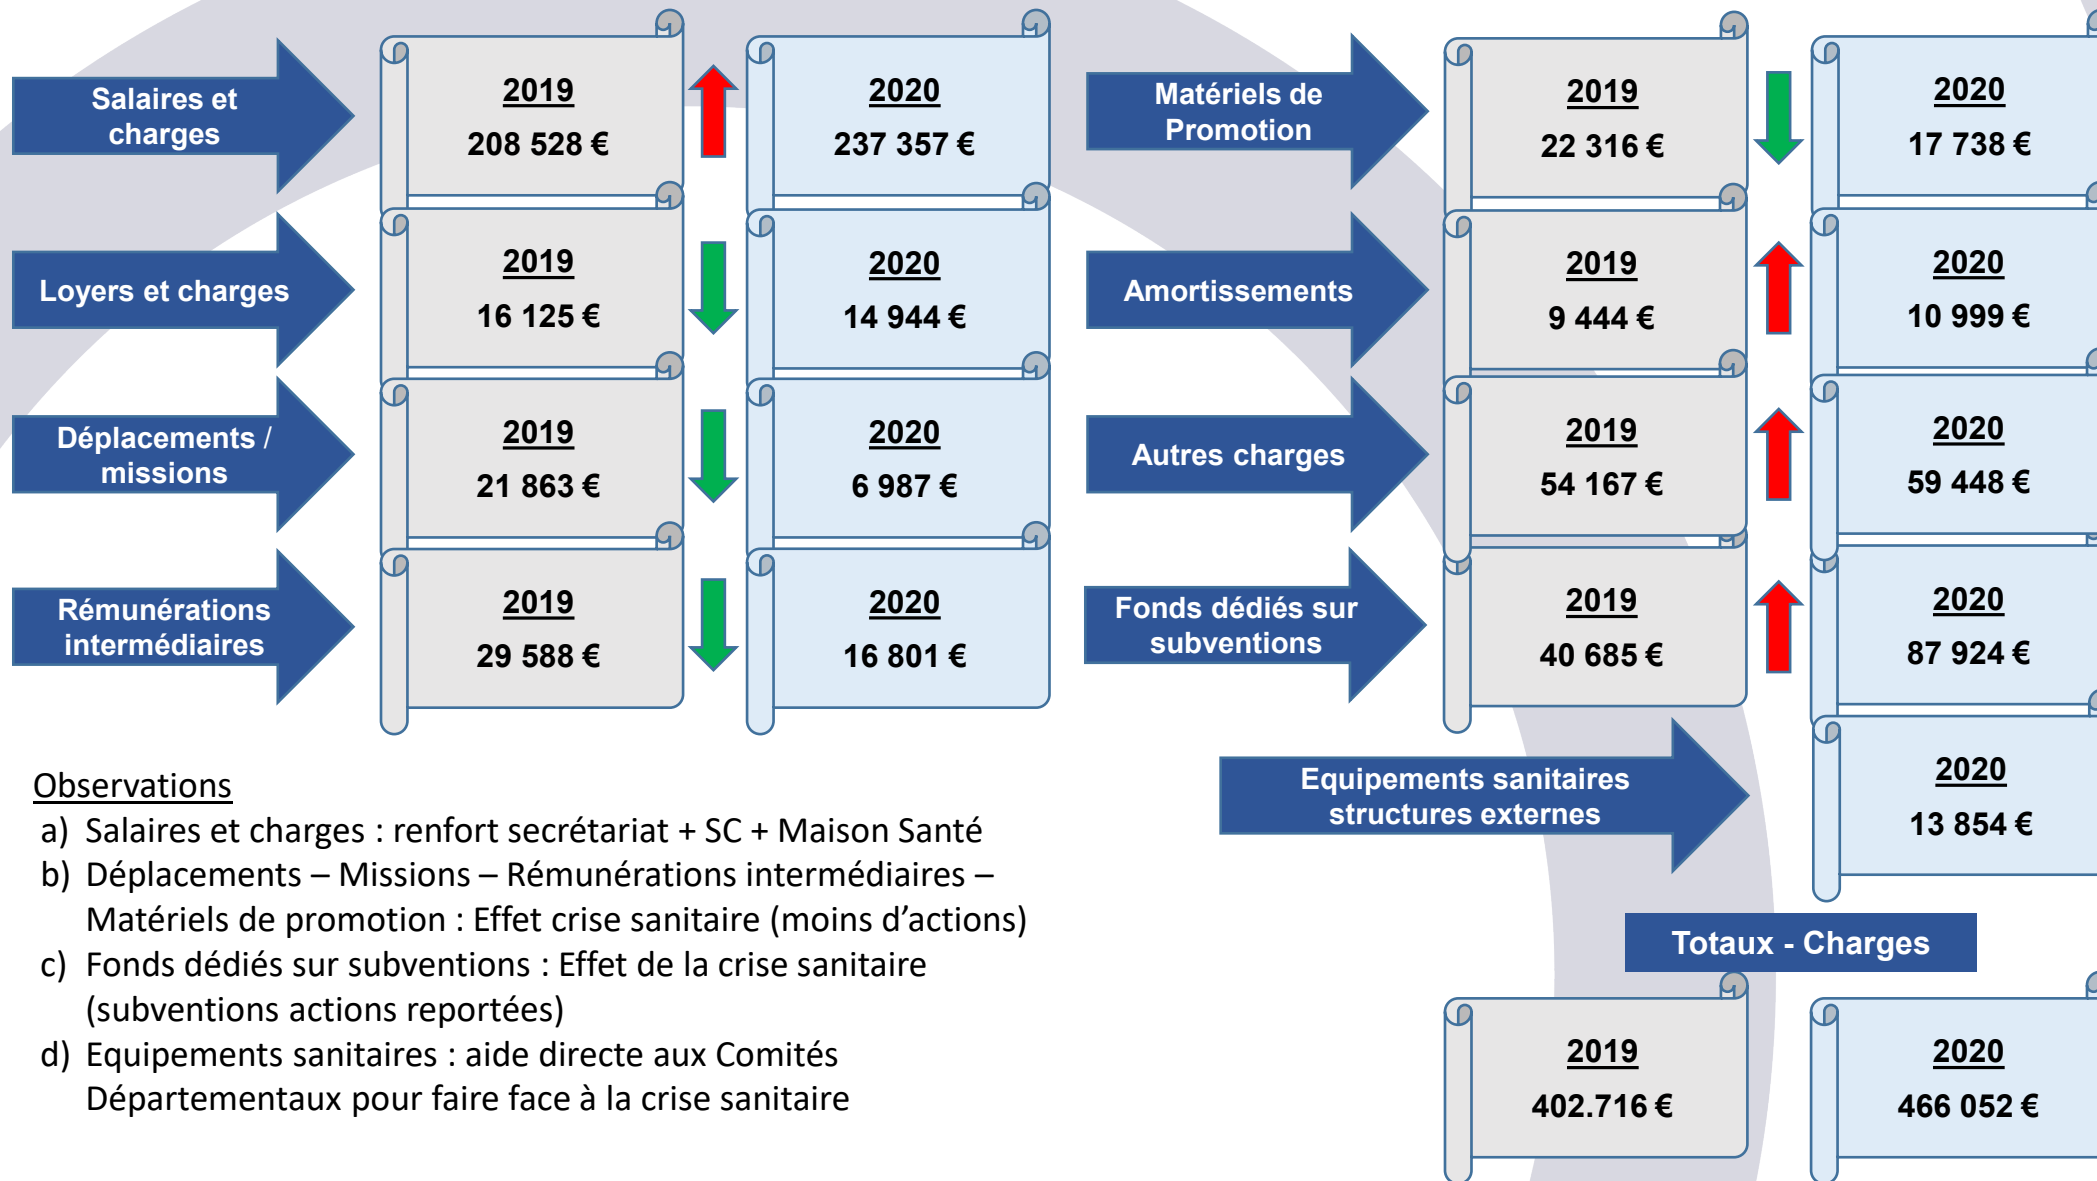 Salaires et
charges
2019
208 528 €
2020
237 357 €
Loyers et charges
2019
16 125 €
2020
14 944 €
Déplacements /
missions
2019
21 863 €
2020
6 987 €
Rémunérations
intermédiaires
2019
29 588 €
2020
16 801 €
Matériels de
Promotion
2019
22 316 €
2020
17 738 €
Amortissements
2019
9 444 €
2020
10 999 €
Autres charges
2019
54 167 €
2020
59 448 €
Fonds dédiés sur
subventions
2019
40 685 €
2020
87 924 €
Equipements sanitaires
structures externes
2020
13 854 €
Observations
a) Salaires et charges : renfort secrétariat + SC + Maison Santé
b) Déplacements – Missions – Rémunérations intermédiaires –
Matériels de promotion : Effet crise sanitaire (moins d’actions)
c) Fonds dédiés sur subventions : Effet de la crise sanitaire
(subventions actions reportées)
d) Equipements sanitaires : aide directe aux Comités
Départementaux pour faire face à la crise sanitaire
Totaux - Charges
2019
402.716 €
2020
466 052 €